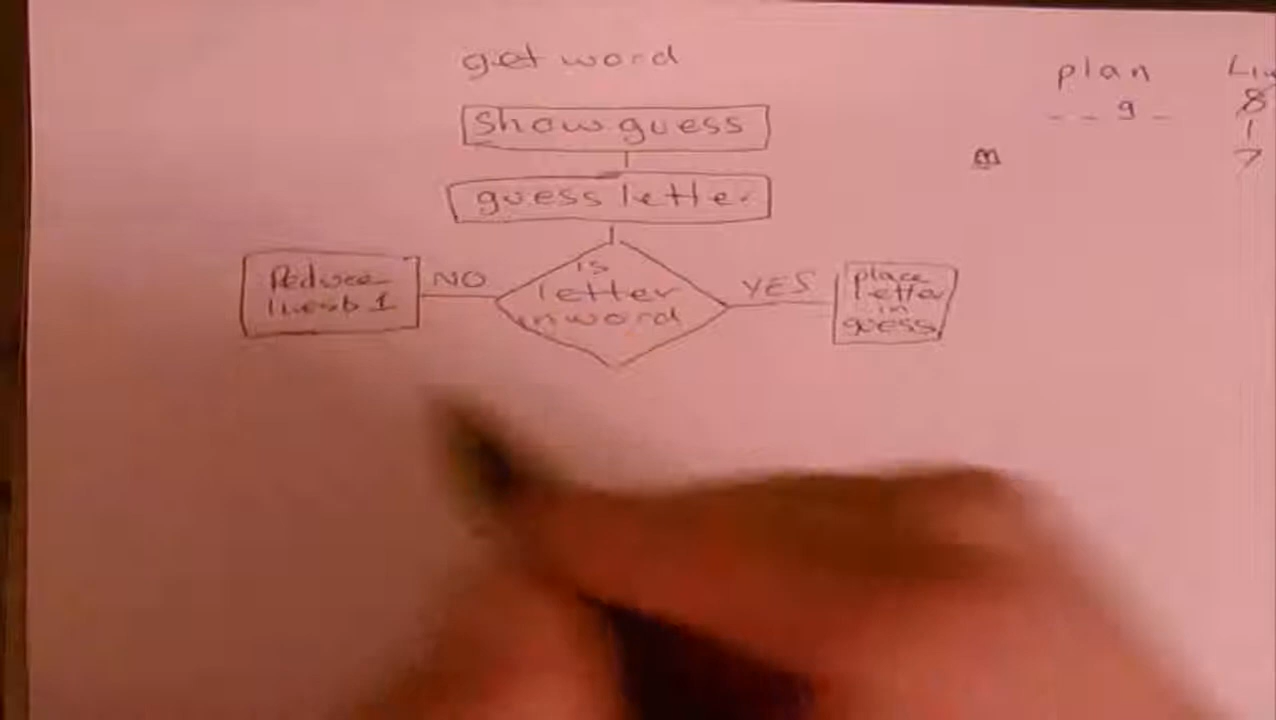 get word
show guess
guess letter
is
letter
in word
NO
YES
Reduce
1
place
letter
in
guess
plan
_ _ a _
8
1
7
m